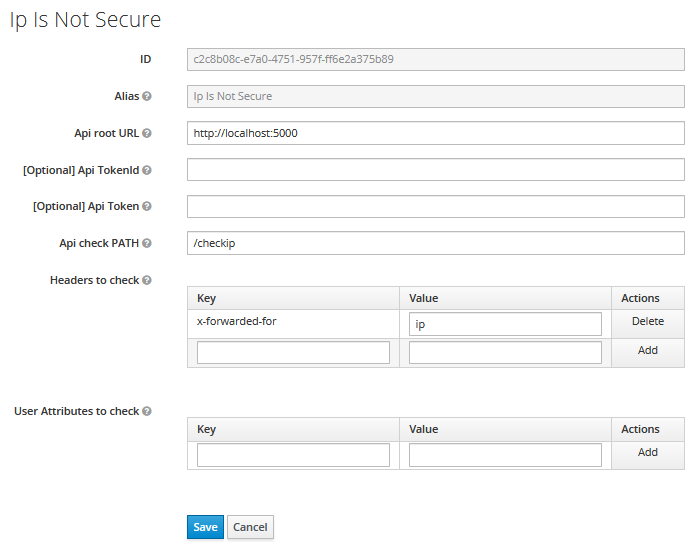 Ip Is Not Secure
ID c2c8b08c-e7a0-4751-957f-ff6e2a375b89
Alias Ip Is Not Secure
Api root URL http://localhost:5000
[Optional] Api TokenId
[Optional] Api Token
Api check PATH /checkip
Headers to check
Key Value Actions
x-forwarded-for ip Delete
Add
User Attributes to check
Key Value Actions
Add
Save Cancel